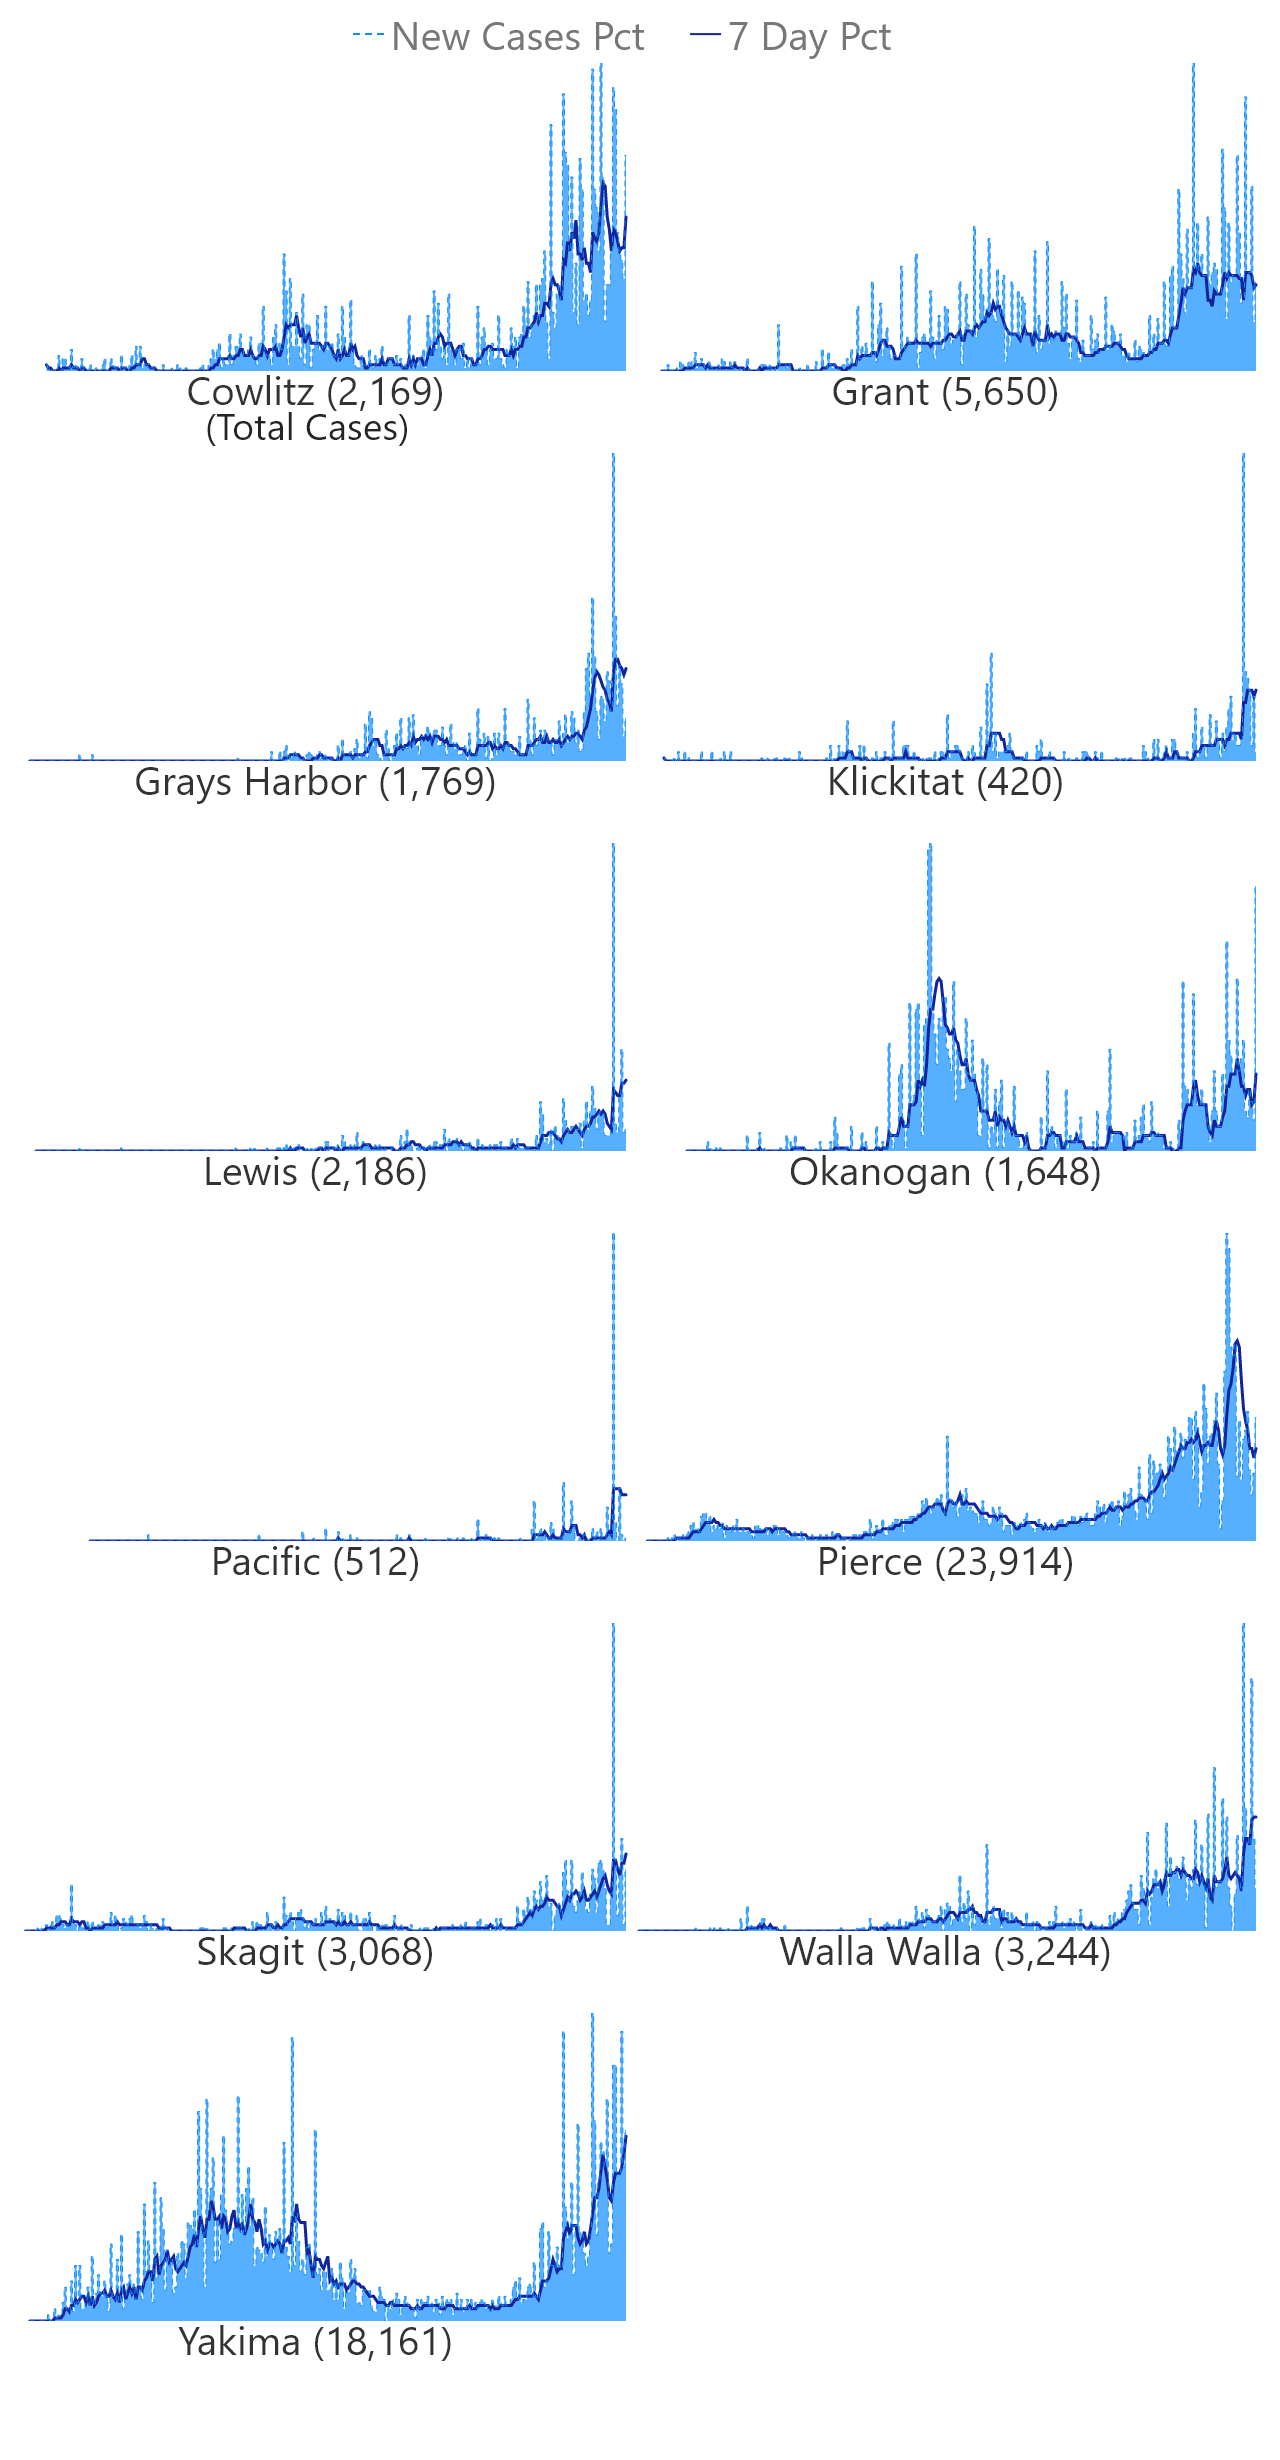 New Cases Pct 7 Day Pct
Cowlitz (2,169) Grant (5,650)
(Total Cases)
Grays Harbor (1,769) Klickitat (420)
Lewis (2,186) Okanogan (1,648)
Pacific (512) Pierce (23,914)
Skagit (3,068) Walla Walla (3,244)
Yakima (18,161)